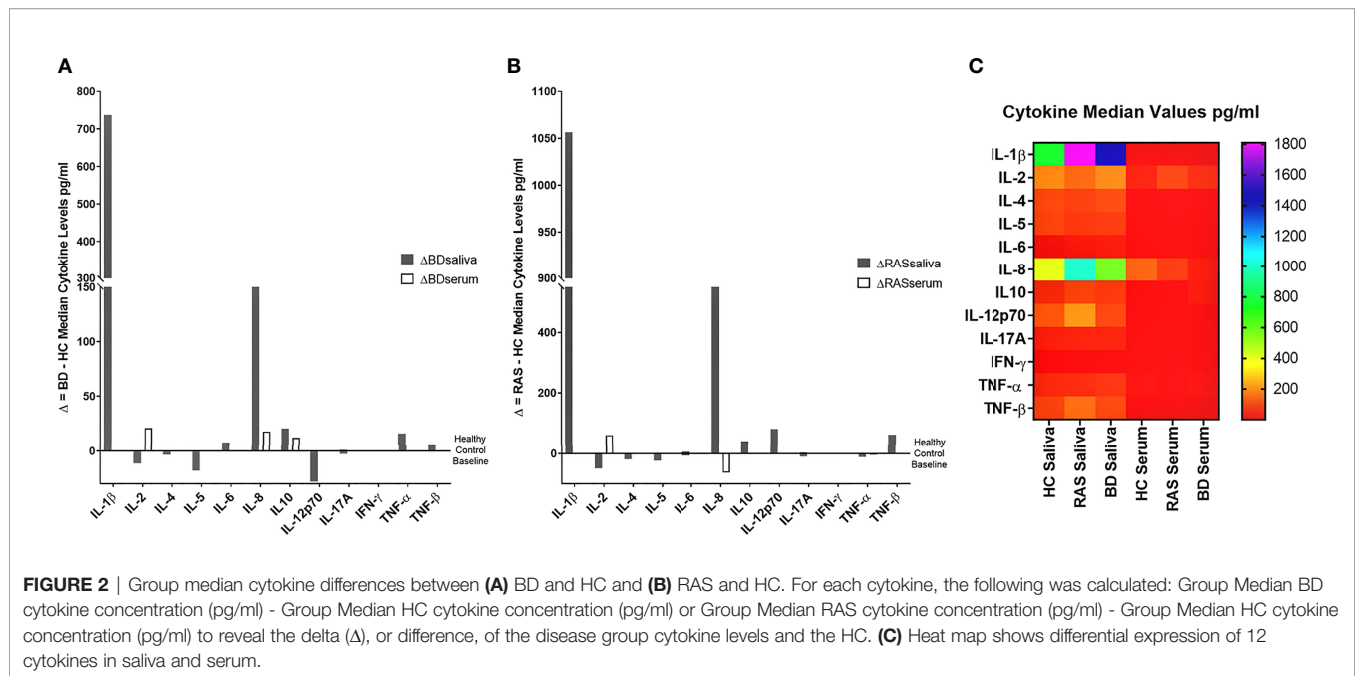 A
Δ = BD - HC Median Cytokine Levels pg/ml
800
700
600
500
400
300
150
100
50
0
ΔBDsaliva
ΔBDserum
Healthy
Control
Baseline
IL-1β
IL-2
IL-4
IL-5
IL-6
IL-8
IL10
IL-12p70
IL-17A
IFN-γ
TNF-α
TNF-β
B
Δ = RAS - HC Median Cytokine Levels pg/ml
1100
1050
1000
950
900
400
200
0
ΔRASsaliva
ΔRASserum
Healthy
Control
Baseline
IL-1β
IL-2
IL-4
IL-5
IL-6
IL-8
IL10
IL-12p70
IL-17A
IFN-γ
TNF-α
TNF-β
C
Cytokine Median Values pg/ml
IL-1β
IL-2
IL-4
IL-5
IL-6
IL-8
IL10
IL-12p70
IL-17A
IFN-γ
TNF-α
TNF-β
HC Saliva
RAS Saliva
BD Saliva
HC Serum
RAS Serum
BD Serum
1800
1600
1400
1200
1000
800
600
400
200
FIGURE 2 | Group median cytokine differences between (A) BD and HC and (B) RAS and HC. For each cytokine, the following was calculated: Group Median BD
cytokine concentration (pg/ml) - Group Median HC cytokine concentration (pg/ml) or Group Median RAS cytokine concentration (pg/ml) - Group Median HC cytokine
concentration (pg/ml) to reveal the delta (Δ), or difference, of the disease group cytokine levels and the HC. (C) Heat map shows differential expression of 12
cytokines in saliva and serum.